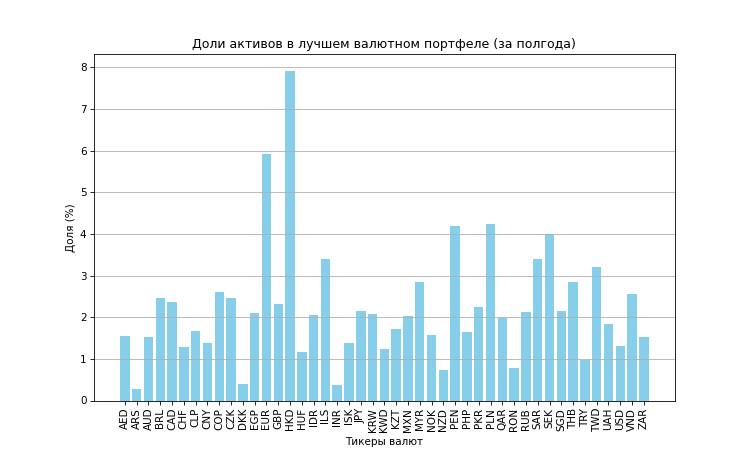 Доли активов в лучшем валютном портфеле (за полгода)
Доля (%)
8
7
6
5
4
3
2
1
0
AED
ARS
AUD
BRL
CAD
CHF
CLP
CNY
COP
CZK
DKK
EGP
EUR
GBP
HKD
HUF
IDR
ILS
INR
ISK
JPY
KRW
KWD
KZT
MXN
MYR
NOK
NZD
PEN
PHP
PKR
PLN
QAR
RON
RUB
SAR
SEK
SGD
THB
TRY
TWD
UAH
USD
VND
ZAR
Тикеры валют